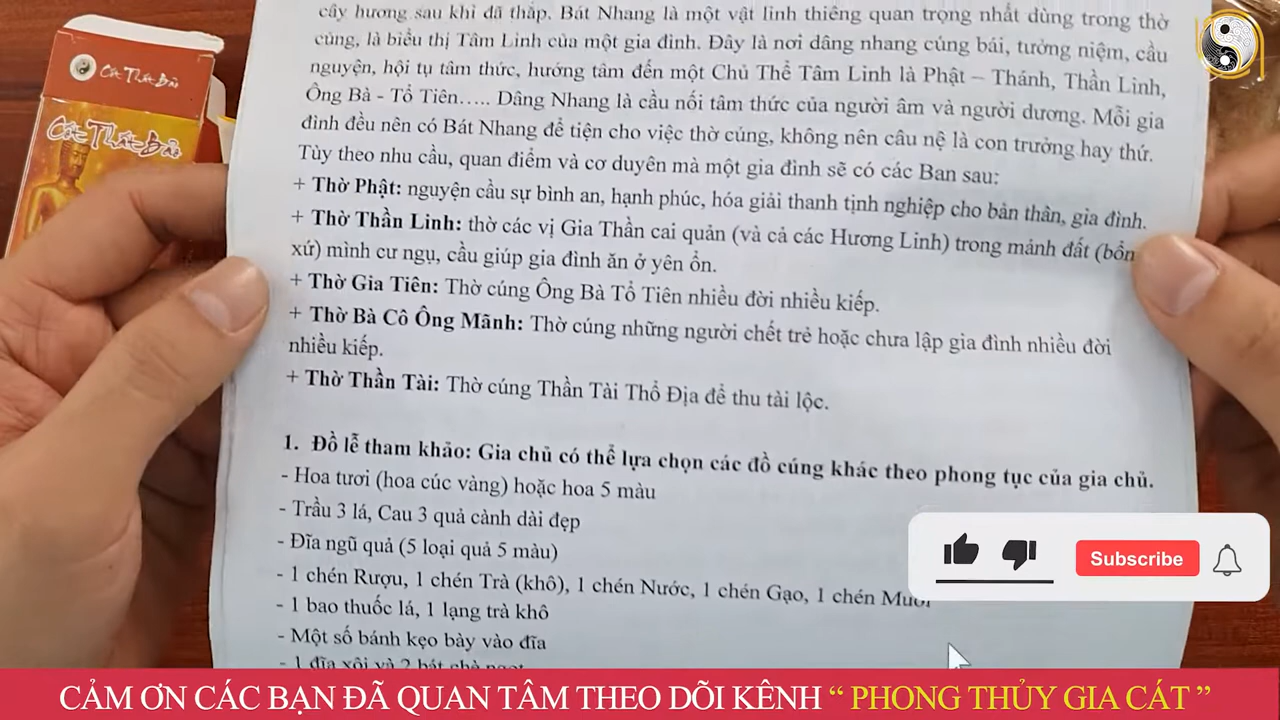 cây hương sau khi đã thắp. Bát Nhang là một vật linh thiêng quan trọng nhất dùng trong thờ
cúng, là biểu thị Tâm Linh của một gia đình. Đây là nơi dâng nhang cúng bái, tưởng niệm, cầu
nguyện, hội tụ tâm thức, hướng tâm đến một Chủ Thể Tâm Linh là Phật – Thánh, Thần Linh,
Ông Bà - Tổ Tiên….. Dâng Nhang là cầu nối tâm thức của người âm và người dương. Mỗi gia
đình đều nên có Bát Nhang để tiện cho việc thờ cúng, không nên câu nệ là con trưởng hay thứ.
Tùy theo nhu cầu, quan điểm và cơ duyên mà một gia đình sẽ có các Ban sau:
+ Thờ Phật: nguyện cầu sự bình an, hạnh phúc, hóa giải thanh tịnh nghiệp cho bản thân, gia đình.
+ Thờ Thần Linh: thờ các vị Gia Thần cai quản (và cả các Hương Linh) trong mảnh đất (bổn
xứ) mình cư ngụ, cầu giúp gia đình ăn ở yên ổn.
+ Thờ Gia Tiên: Thờ cúng Ông Bà Tổ Tiên nhiều đời nhiều kiếp.
+ Thờ Bà Cô Ông Mãnh: Thờ cúng những người chết trẻ hoặc chưa lập gia đình nhiều đời
nhiều kiếp.
+ Thờ Thần Tài: Thờ cúng Thần Tài Thổ Địa để thu tài lộc.
1. Đồ lễ tham khảo: Gia chủ có thể lựa chọn các đồ cúng khác theo phong tục của gia chủ.
- Hoa tươi (hoa cúc vàng) hoặc hoa 5 màu
- Trầu 3 lá, Cau 3 quả cành dài đẹp
- Đĩa ngũ quả (5 loại quả 5 màu)
- 1 chén Rượu, 1 chén Trà (khô), 1 chén Nước, 1 chén Gạo, 1 chén Muối
- 1 bao thuốc lá, 1 lạng trà khô
- Một số bánh kẹo bày vào đĩa
- 1 đĩa xôi và 2 bát chè ngọt
Cốt Thất Bảo
Cốt Thất Bảo
Subscribe
CẢM ƠN CÁC BẠN ĐÃ QUAN TÂM THEO DÕI KÊNH “ PHONG THỦY GIA CÁT ”